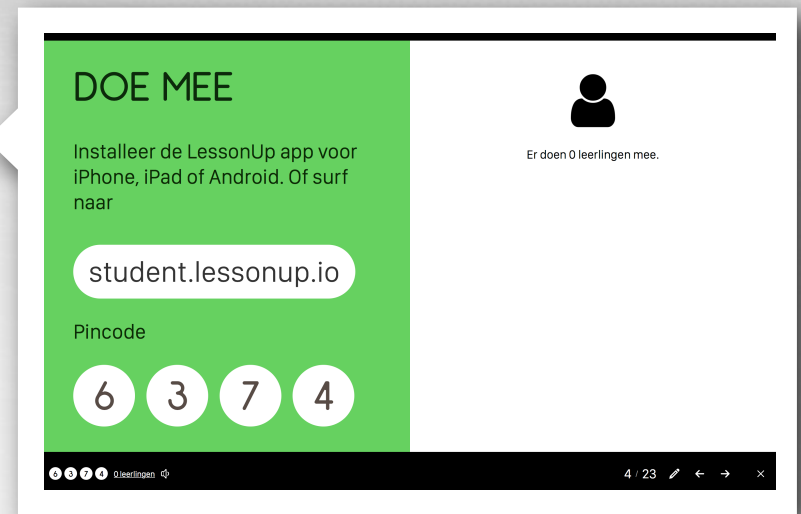 DOE MEE
Installeer de LessonUp app voor
iPhone, iPad of Android. Of surf
naar
student.lessonup.io
Pincode
6 3 7 4
Er doen 0 leerlingen mee.
6 3 7 4 0 leerlingen
4 / 23